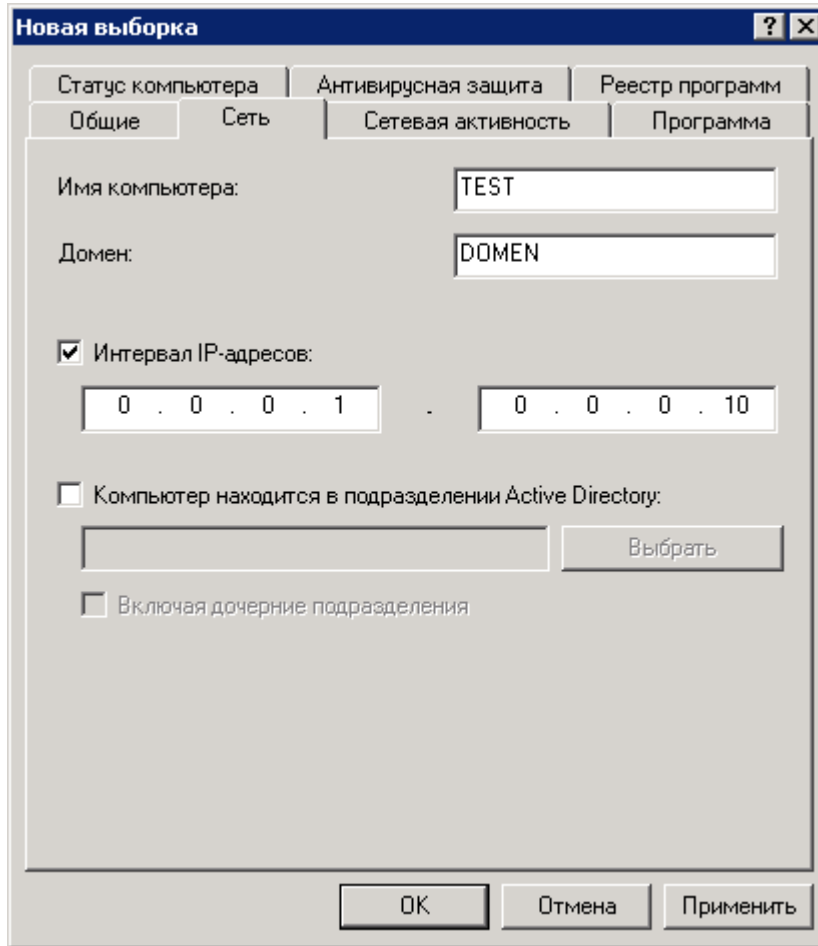 Новая выборка
Статус компьютера Антивирусная защита Реестр программ
Общие Сеть Сетевая активность Программа
Имя компьютера: TEST
Домен: DOMEN
Интервал IP-адресов:
0 . 0 . 0 . 1 - 0 . 0 . 0 . 10
Компьютер находится в подразделении Active Directory:
Выбрать
Включая дочерние подразделения
OK Отмена Применить